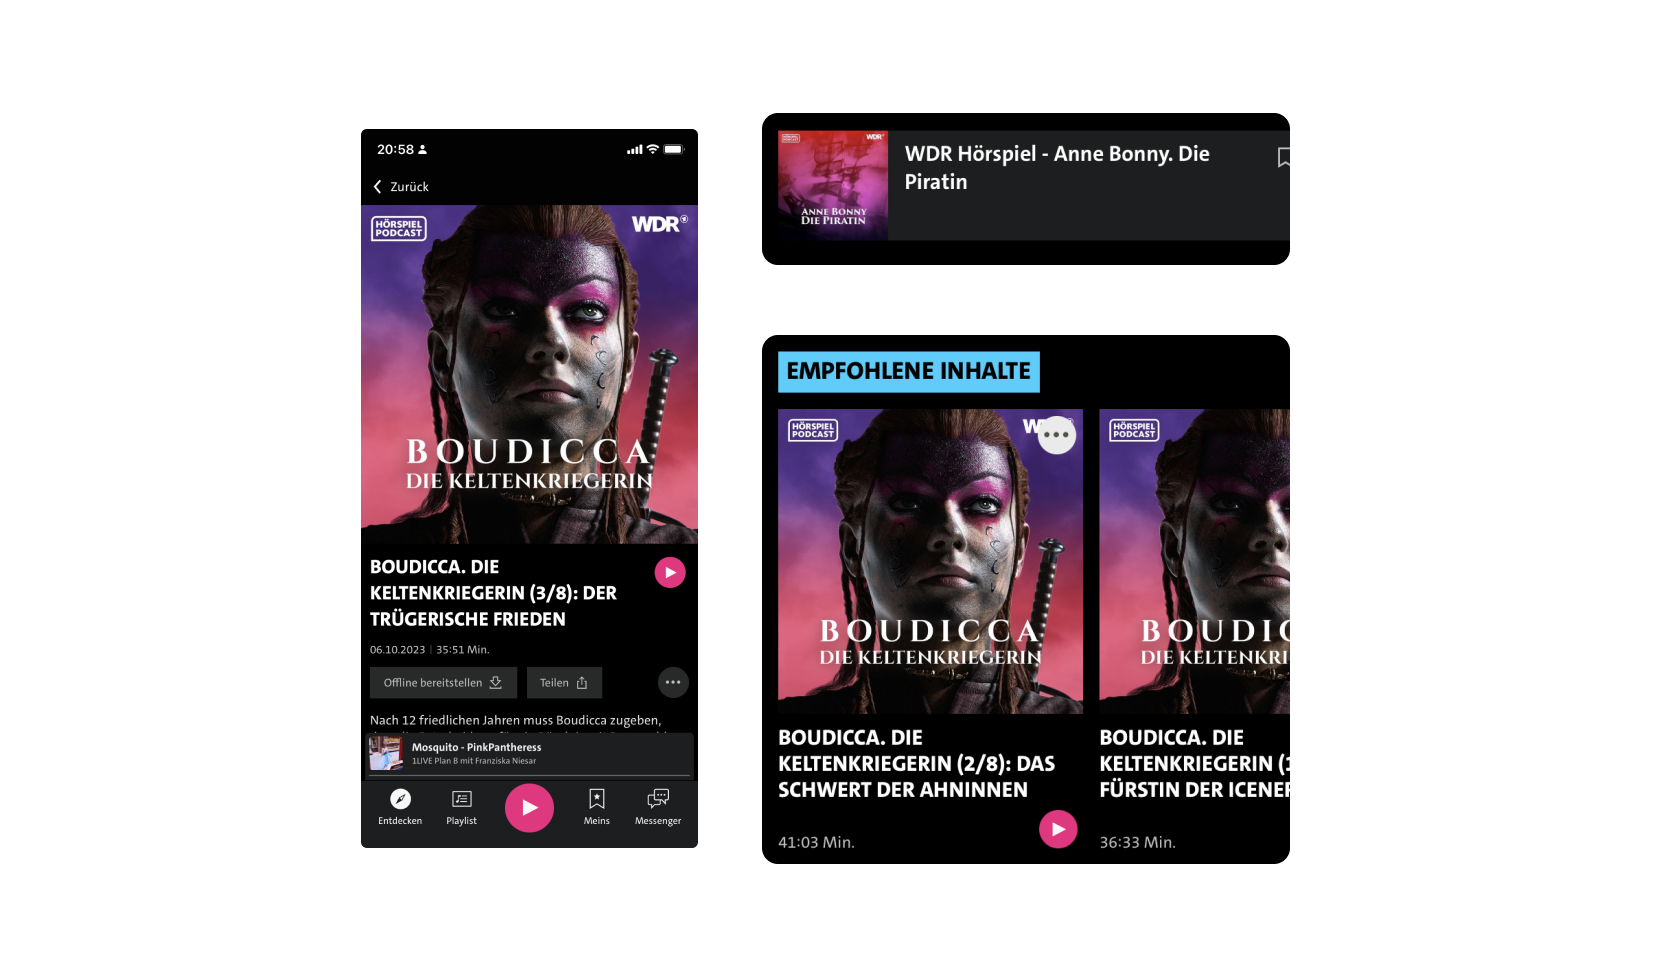 20:58
Zurück
HÖRSPIEL
PODCAST
WDR
BOUDICCA
DIE KELTENKRIEGERIN
BOUDICCA. DIE
KELTENKRIEGERIN (3/8): DER
TRÜGERISCHE FRIEDEN
06.10.2023 | 35:51 Min.
Offline bereitstellen
Teilen
Nach 12 friedlichen Jahren muss Boudicca zugeben,
Mosquito - PinkPantheress
1LIVE Plan B mit Franziska Niesar
Entdecken
Playlist
Meins
Messenger
HÖRSPIEL
PODCAST
WDR
ANNE BONNY
DIE PIRATIN
WDR Hörspiel - Anne Bonny. Die
Piratin
EMPFOHLENE INHALTE
HÖRSPIEL
PODCAST
W
BOUDICCA
DIE KELTENKRIEGERIN
BOUDICCA. DIE
KELTENKRIEGERIN (2/8): DAS
SCHWERT DER AHNINNEN
41:03 Min.
HÖRSPIEL
PODCAST
BOUDIC
DIE KELTENKRI
BOUDICCA. DIE
KELTENKRIEGERIN (1
FÜRSTIN DER ICENER
36:33 Min.